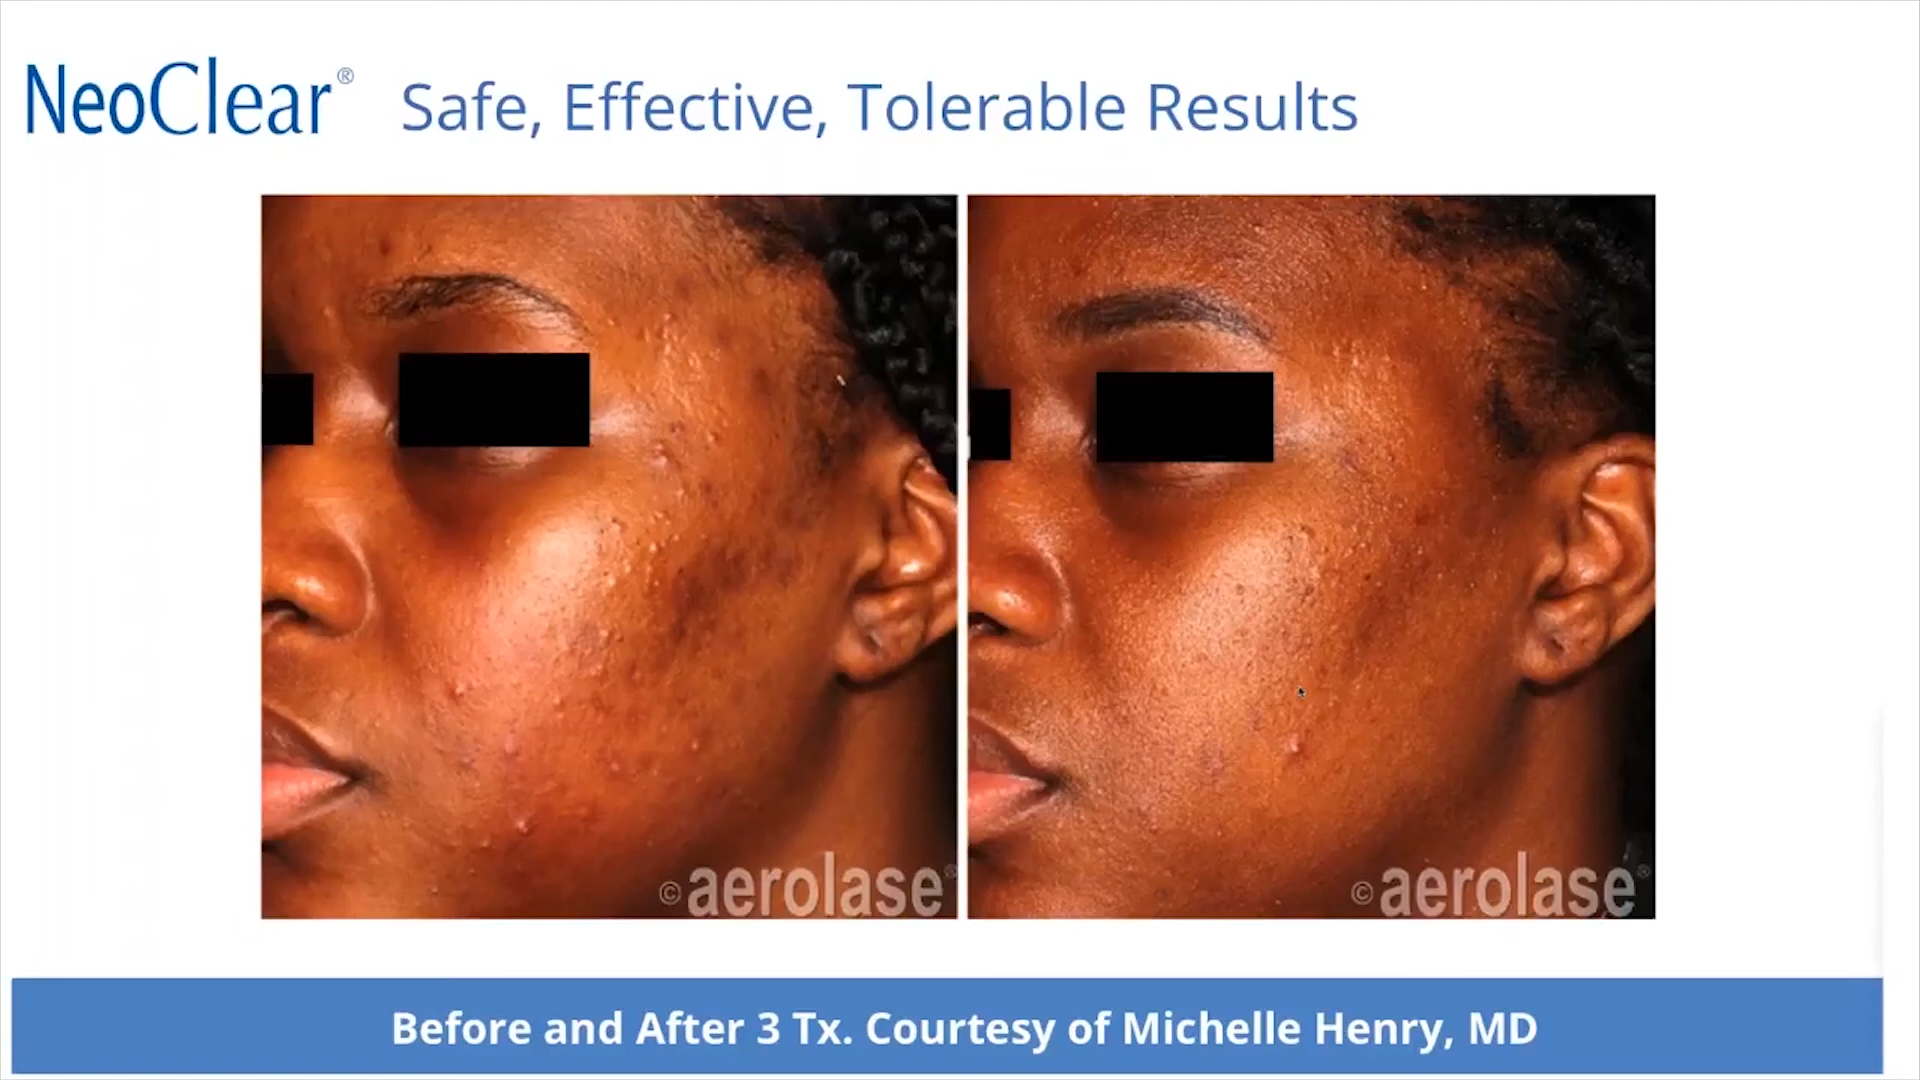 NeoClear® Safe, Effective, Tolerable Results
©aerolase® ©aerolase®
Before and After 3 Tx. Courtesy of Michelle Henry, MD